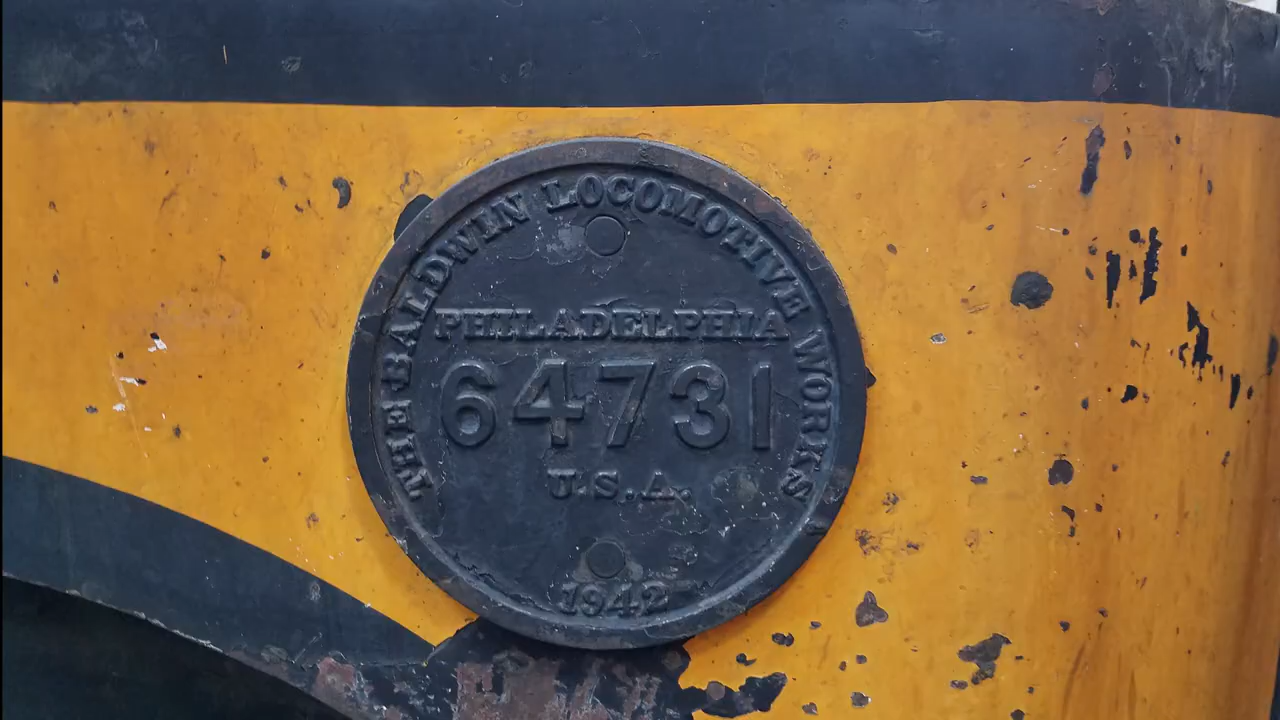 THE BALDWIN LOCOMOTIVE WORKS
PHILADELPHIA
64731
U.S.A.
1942